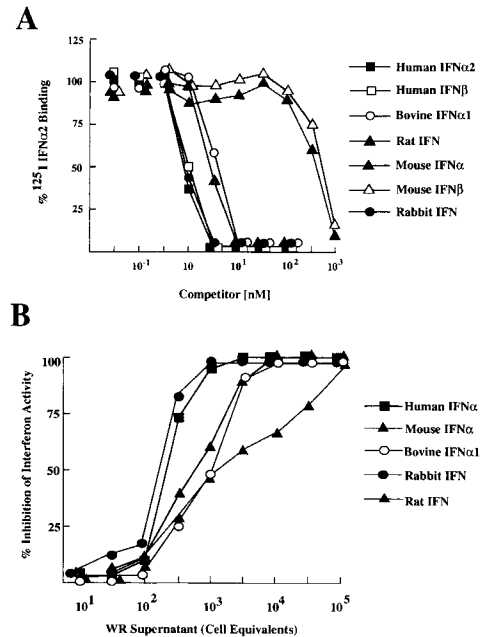 A
% 125I IFNα2 Binding
125
100
75
50
25
10-1
10
101
102
103
Competitor [nM]
Human IFNα2
Human IFNβ
Bovine IFNα1
Rat IFN
Mouse IFNα
Mouse IFNβ
Rabbit IFN
B
% Inhibition of Interferon Activity
100
75
50
25
101
102
103
104
105
WR Supernatant (Cell Equivalents)
Human IFNα
Mouse IFNα
Bovine IFNα1
Rabbit IFN
Rat IFN